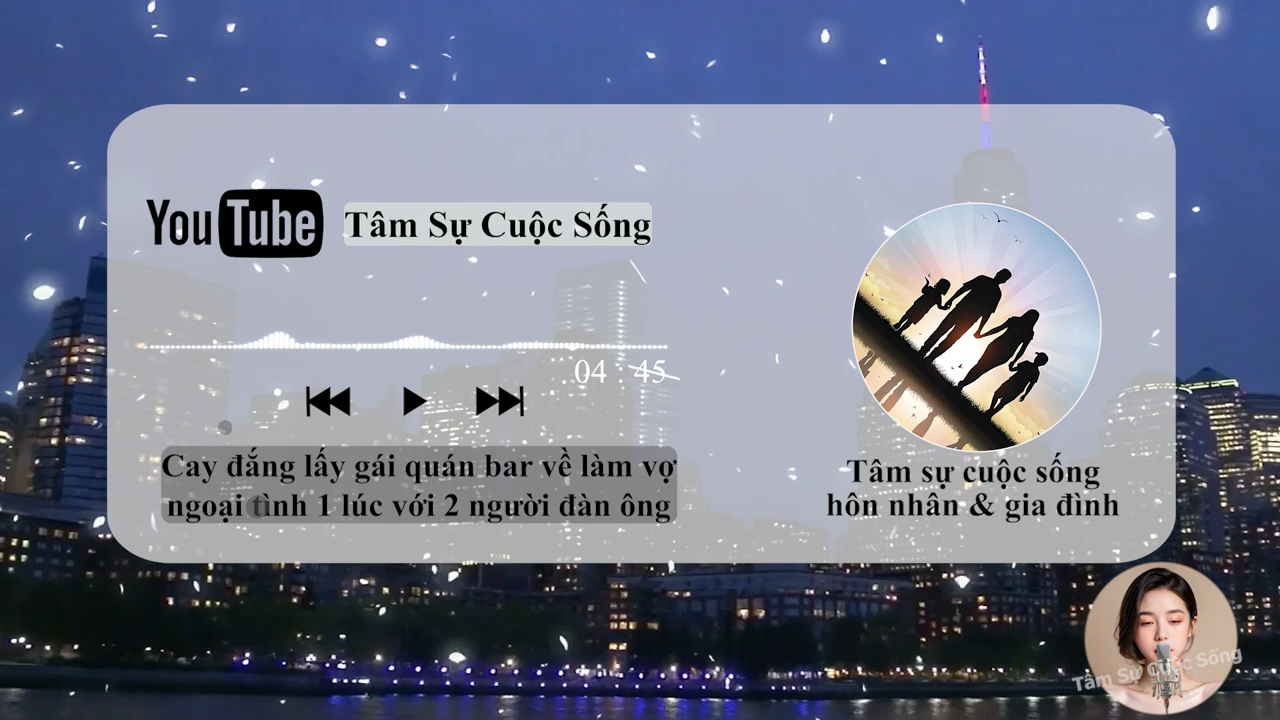 YouTube Tâm Sự Cuộc Sống
04 : 45
Cay đắng lấy gái quán bar về làm vợ
ngoại tình 1 lúc với 2 người đàn ông
Tâm sự cuộc sống
hôn nhân & gia đình
Tâm Sự Cuộc Sống